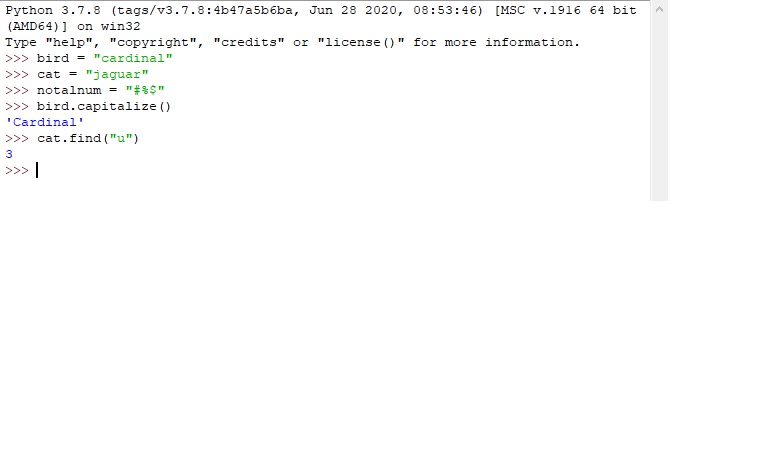 Python 3.7.8 (tags/v3.7.8:4b47a5b6ba, Jun 28 2020, 08:53:46) [MSC v.1916 64 bit
(AMD64)] on win32
Type "help", "copyright", "credits" or "license()" for more information.
>>> bird = "cardinal"
>>> cat = "jaguar"
>>> notalnum = "#%$"
>>> bird.capitalize()
'Cardinal'
>>> cat.find("u")
3
>>>